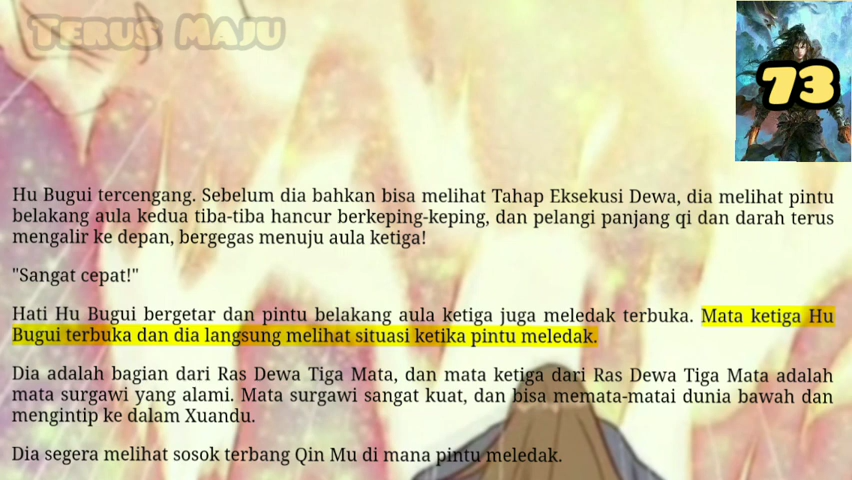 Terus Maju
73
Hu Bugui tercengang. Sebelum dia bahkan bisa melihat Tahap Eksekusi Dewa, dia melihat pintu
belakang aula kedua tiba-tiba hancur berkeping-keping, dan pelangi panjang qi dan darah terus
mengalir ke depan, bergegas menuju aula ketiga!
"Sangat cepat!"
Hati Hu Bugui bergetar dan pintu belakang aula ketiga juga meledak terbuka. Mata ketiga Hu
Bugui terbuka dan dia langsung melihat situasi ketika pintu meledak.
Dia adalah bagian dari Ras Dewa Tiga Mata, dan mata ketiga dari Ras Dewa Tiga Mata adalah
mata surgawi yang alami. Mata surgawi sangat kuat, dan bisa memata-matai dunia bawah dan
mengintip ke dalam Xuandu.
Dia segera melihat sosok terbang Qin Mu di mana pintu meledak.